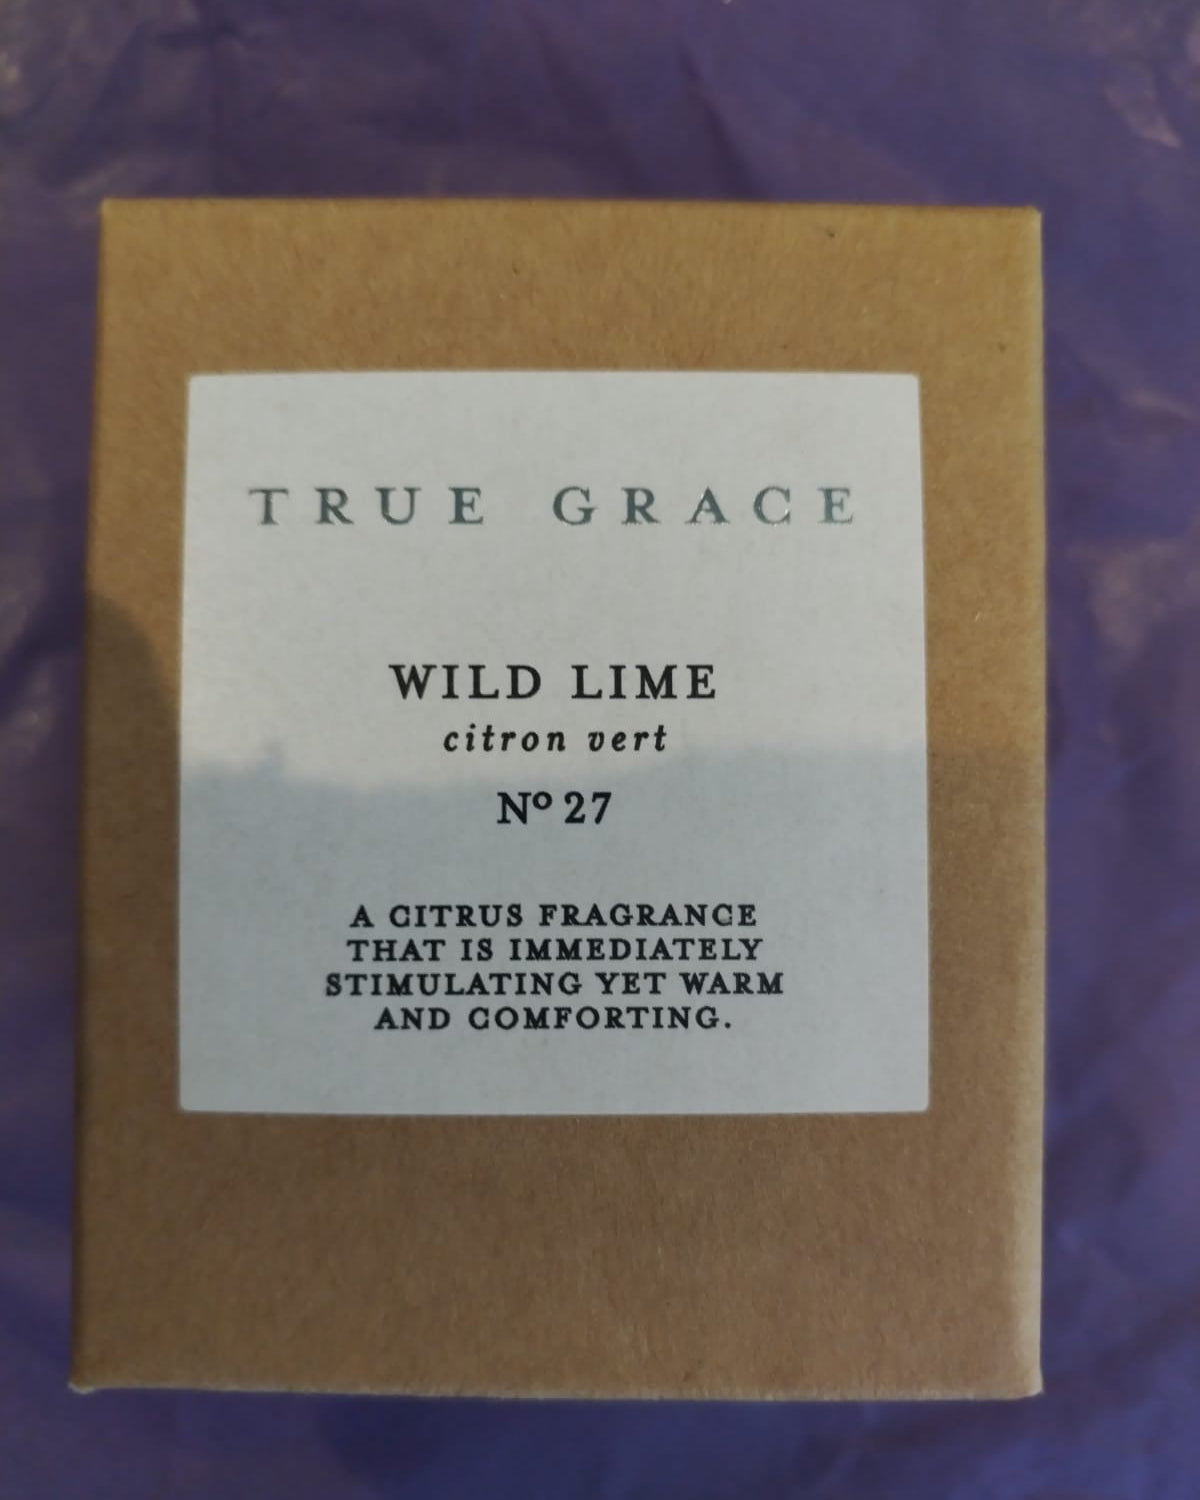 TRUE GRACE
WILD LIME
citron vert
Nº 27
A CITRUS FRAGRANCE
THAT IS IMMEDIATELY
STIMULATING YET WARM
AND COMFORTING.